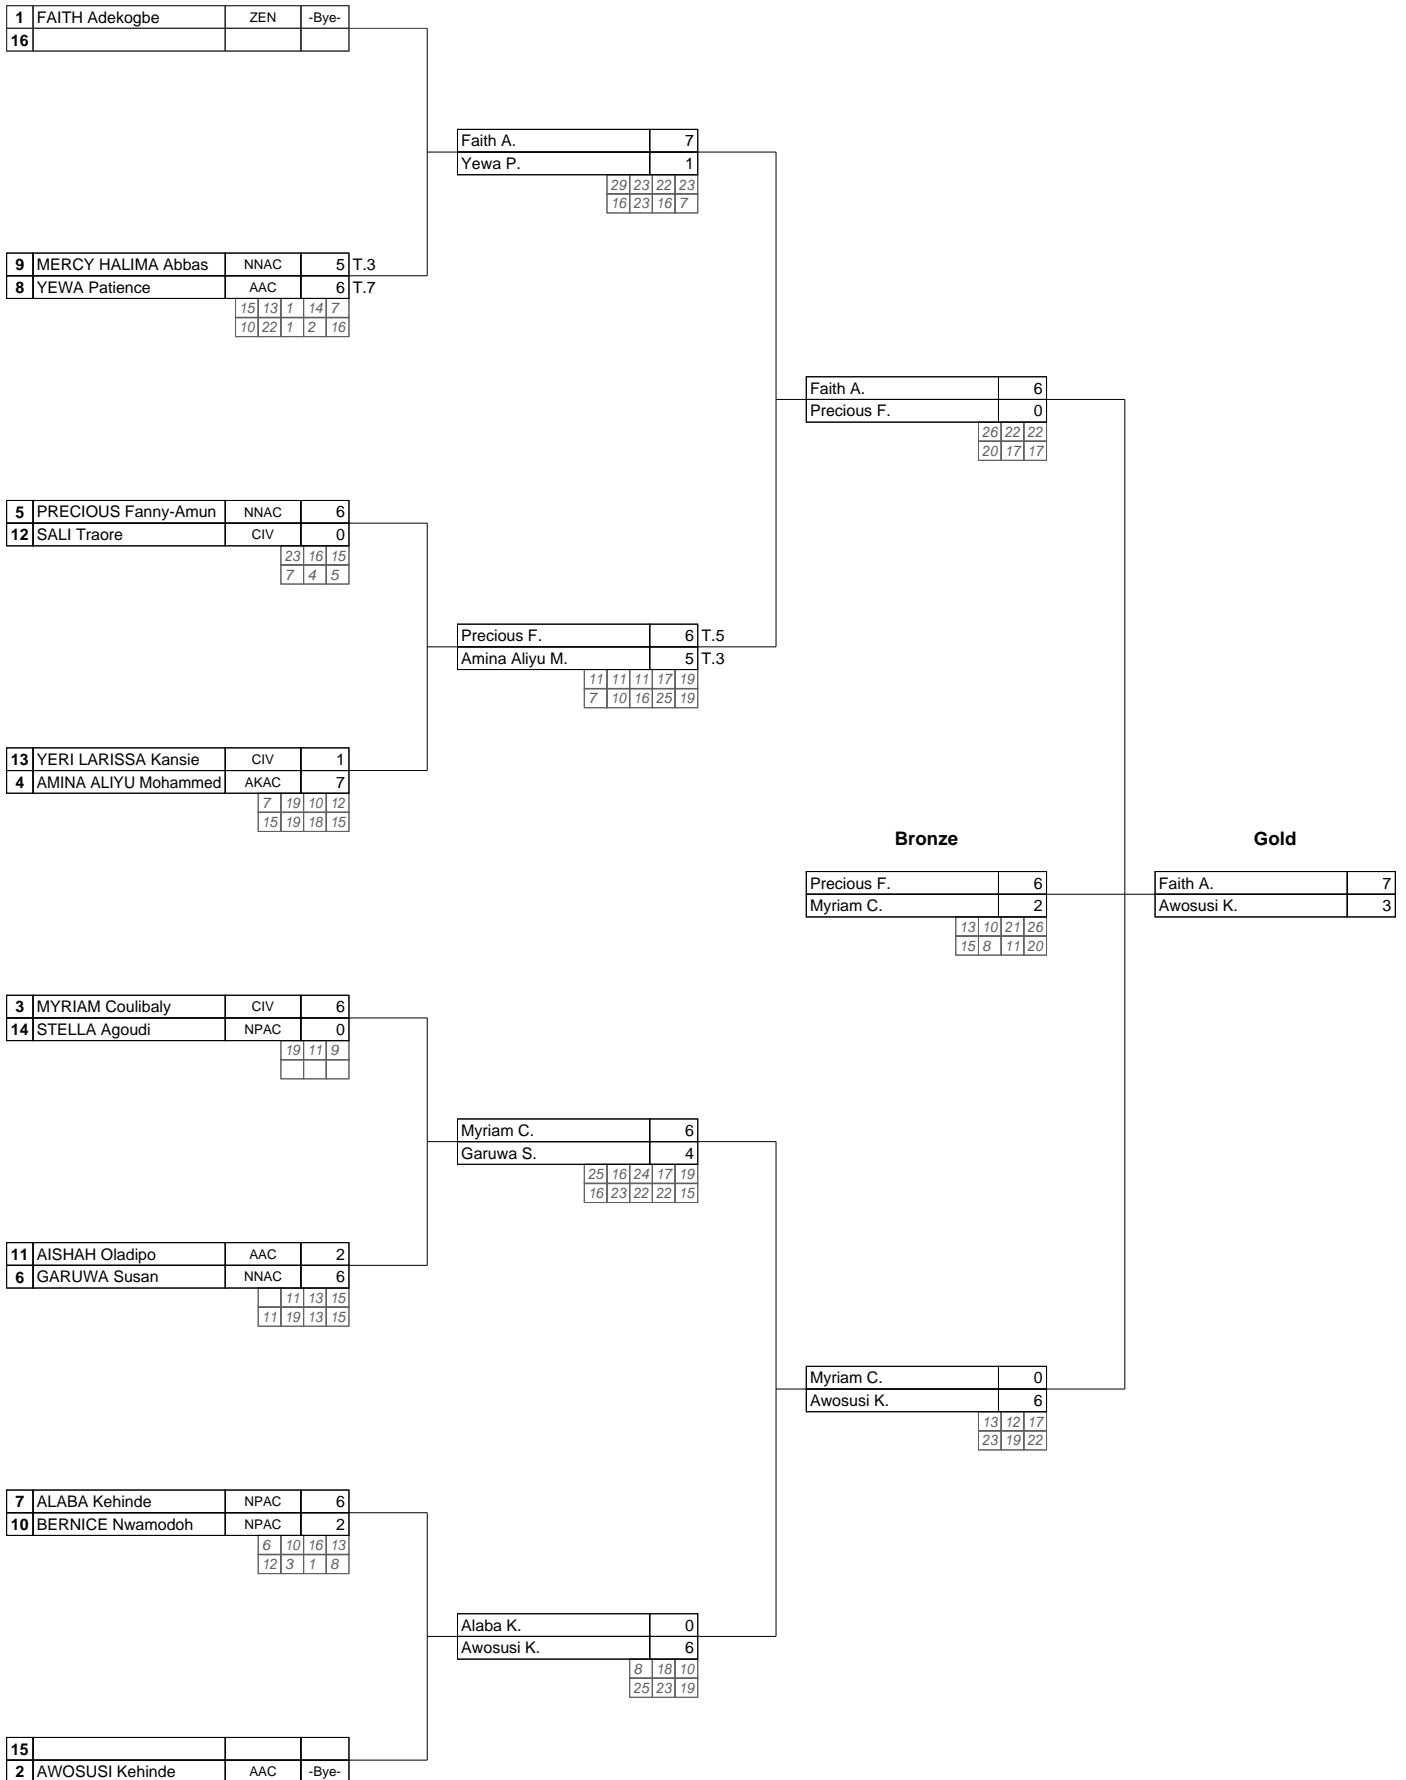 1 FAITH Adekogbe ZEN -Bye-
16
Faith A. 7
Yewa P. 1
29 23 22 23
16 23 16 7
9 MERCY HALIMA Abbas NNAC 5 T.3
8 YEWA Patience AAC 6 T.7
15 13 1 14 7
10 22 1 2 16
Faith A. 6
Precious F. 0
26 22 22
20 17 17
5 PRECIOUS Fanny-Amun NNAC 6
12 SALI Traore CIV 0
23 16 15
7 4 5
Precious F. 6 T.5
Amina Aliyu M. 5 T.3
11 11 11 17 19
7 10 16 25 19
13 YERI LARISSA Kansie CIV 1
4 AMINA ALIYU Mohammed AKAC 7
7 19 10 12
15 19 18 15
Bronze Gold
Precious F. 6 Faith A. 7
Myriam C. 2 Awosusi K. 3
13 10 21 26
15 8 11 20
3 MYRIAM Coulibaly CIV 6
14 STELLA Agoudi NPAC 0
19 11 9
Myriam C. 6
Garuwa S. 4
25 16 24 17 19
16 23 22 22 15
11 AISHAH Oladipo AAC 2
6 GARUWA Susan NNAC 6
11 13 15
11 19 13 15
Myriam C. 0
Awosusi K. 6
13 12 17
23 19 22
7 ALABA Kehinde NPAC 6
10 BERNICE Nwamodoh NPAC 2
6 10 16 13
12 3 1 8
Alaba K. 0
Awosusi K. 6
8 18 10
25 23 19
15
2 AWOSUSI Kehinde AAC -Bye-